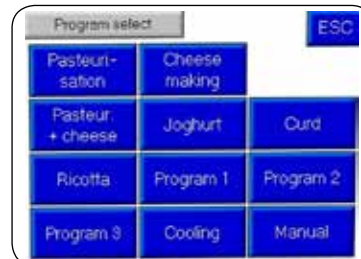 Program select
ESC
Pasteuri-
sation
Cheese
making
Pasteur.
+ cheese
Joghurt
Curd
Ricotta
Program 1
Program 2
Program 3
Cooling
Manual